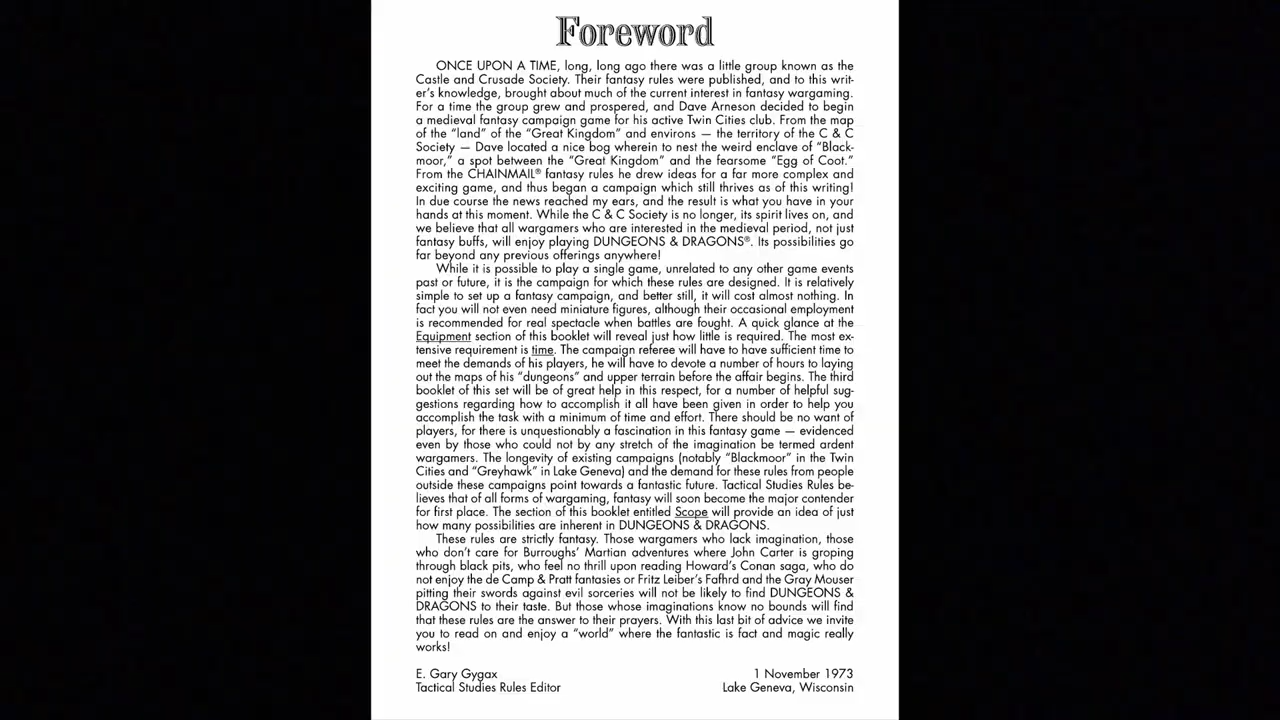 Foreword
ONCE UPON A TIME, long, long ago there was a little group known as the
Castle and Crusade Society. Their fantasy rules were published, and to this writ-
er's knowledge, brought about much of the current interest in fantasy wargaming.
For a time the group grew and prospered, and Dave Arneson decided to begin
a medieval fantasy campaign game for his active Twin Cities club. From the map
of the “land” of the “Great Kingdom” and environs — the territory of the C & C
Society — Dave located a nice bog wherein to nest the weird enclave of “Black-
moor,” a spot between the “Great Kingdom” and the fearsome “Egg of Coot.”
From the CHAINMAIL® fantasy rules he drew ideas for a far more complex and
exciting game, and thus began a campaign which still thrives as of this writing!
In due course the news reached my ears, and the result is what you have in your
hands at this moment. While the C & C Society is no longer, its spirit lives on, and
we believe that all wargamers who are interested in the medieval period, not just
fantasy buffs, will enjoy playing DUNGEONS & DRAGONS®. Its possibilities go
far beyond any previous offerings anywhere!
While it is possible to play a single game, unrelated to any other game events
past or future, it is the campaign for which these rules are designed. It is relatively
simple to set up a fantasy campaign, and better still, it will cost almost nothing. In
fact you will not even need miniature figures, although their occasional employment
is recommended for real spectacle when battles are fought. A quick glance at the
Equipment section of this booklet will reveal just how little is required. The most ex-
tensive requirement is time. The campaign referee will have to have sufficient time to
meet the demands of his players, he will have to devote a number of hours to laying
out the maps of his “dungeons” and upper terrain before the affair begins. The third
booklet of this set will be of great help in this respect, for a number of helpful sug-
gestions regarding how to accomplish it all have been given in order to help you
accomplish the task with a minimum of time and effort. There should be no want of
players, for there is unquestionably a fascination in this fantasy game — evidenced
even by those who could not by any stretch of the imagination be termed ardent
wargamers. The longevity of existing campaigns (notably “Blackmoor” in the Twin
Cities and “Greyhawk” in Lake Geneva) and the demand for these rules from people
outside these campaigns point towards a fantastic future. Tactical Studies Rules be-
lieves that of all forms of wargaming, fantasy will soon become the major contender
for first place. The section of this booklet entitled Scope will provide an idea of just
how many possibilities are inherent in DUNGEONS & DRAGONS.
These rules are strictly fantasy. Those wargamers who lack imagination, those
who don't care for Burroughs' Martian adventures where John Carter is groping
through black pits, who feel no thrill upon reading Howard's Conan saga, who do
not enjoy the de Camp & Pratt fantasies or Fritz Leiber's Fafhrd and the Gray Mouser
pitting their swords against evil sorceries will not be likely to find DUNGEONS &
DRAGONS to their taste. But those whose imaginations know no bounds will find
that these rules are the answer to their prayers. With this last bit of advice we invite
you to read on and enjoy a “world” where the fantastic is fact and magic really
works!
E. Gary Gygax 1 November 1973
Tactical Studies Rules Editor Lake Geneva, Wisconsin